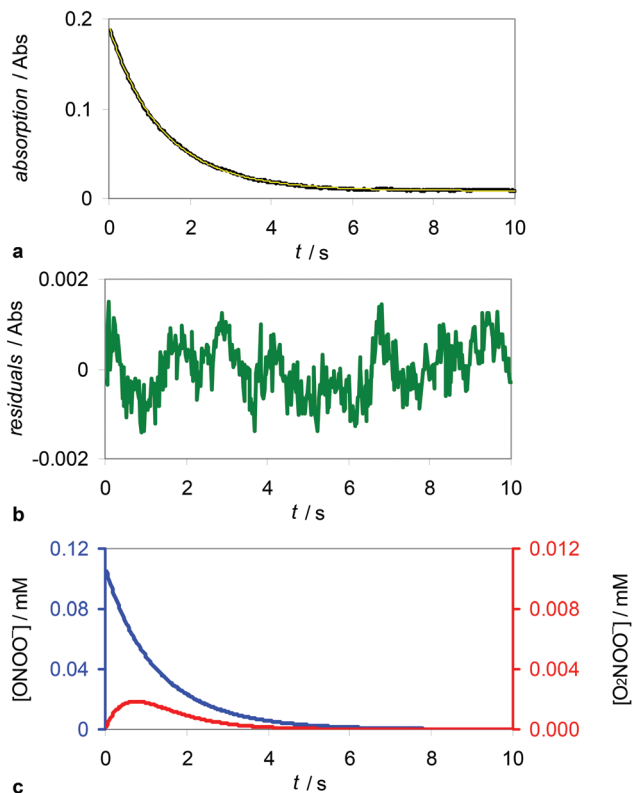 0.2
0.1
0
absorption / Abs
0 2 4 6 8 10
t / s
a
0.002
0
-0.002
residuals / Abs
0 2 4 6 8 10
t / s
b
0.12 0.012
0.08 0.008
0.04 0.004
0 0.000
[ONOO⁻] / mM
[O₂NOO⁻] / mM
0 2 4 6 8 10
t / s
c